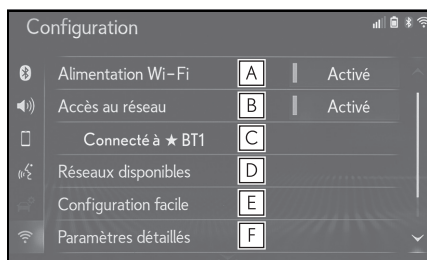 Configuration
Alimentation Wi-Fi A Activé
Accès au réseau B Activé
Connecté à ★ BT1 C
Réseaux disponibles D
Configuration facile E
Paramètres détaillés F